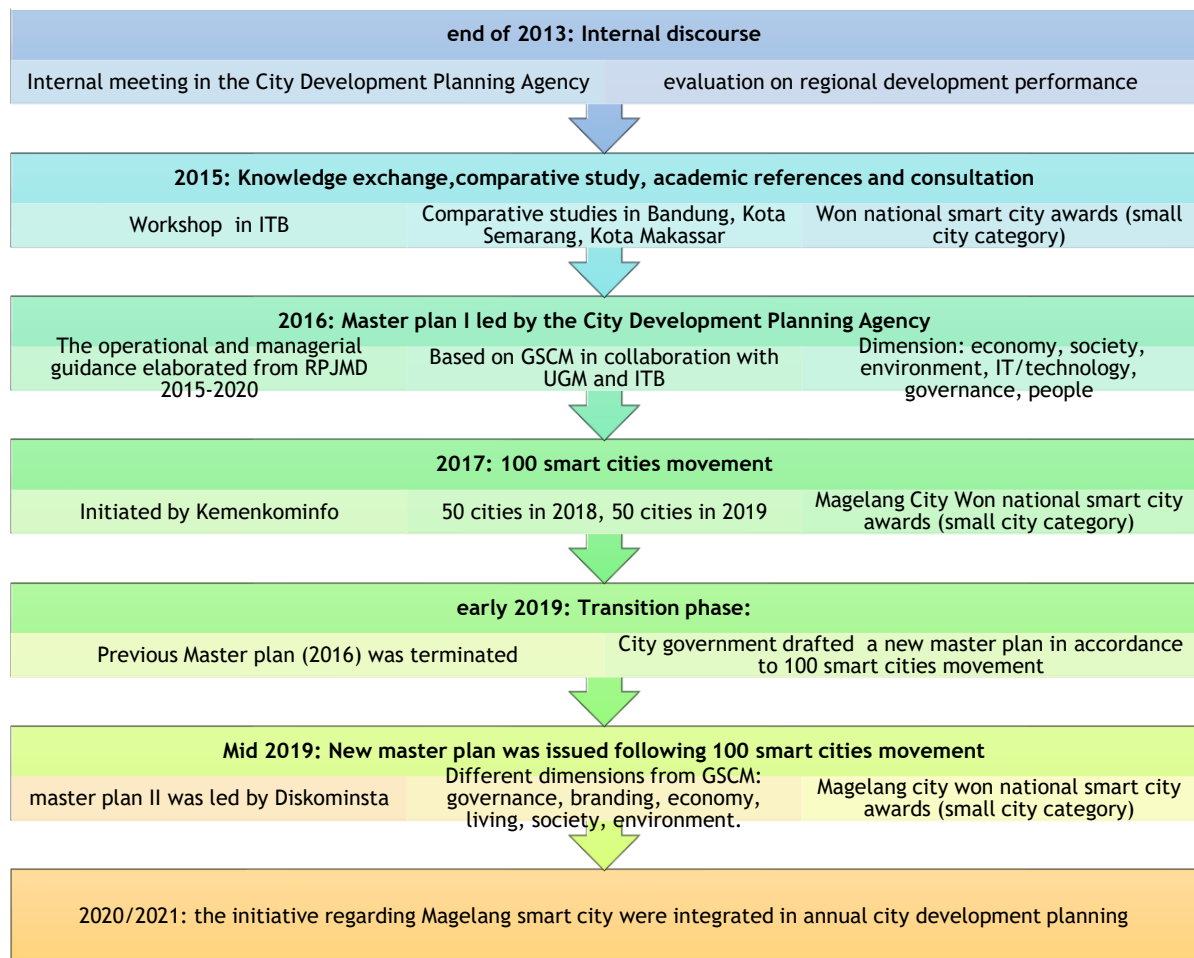 end of 2013: Internal discourse
Internal meeting in the City Development Planning Agency
evaluation on regional development performance
2015: Knowledge exchange,comparative study, academic references and consultation
Workshop in ITB
Comparative studies in Bandung, Kota
Semarang, Kota Makassar
Won national smart city awards (small
city category)
2016: Master plan I led by the City Development Planning Agency
The operational and managerial
guidance elaborated from RPJMD
2015-2020
Based on GSCM in collaboration with
UGM and ITB
Dimension: economy, society,
environment, IT/technology,
governance, people
2017: 100 smart cities movement
Initiated by Kemenkominfo
50 cities in 2018, 50 cities in 2019
Magelang City Won national smart city
awards (small city category)
early 2019: Transition phase:
Previous Master plan (2016) was terminated
City government drafted a new master plan in accordance
to 100 smart cities movement
Mid 2019: New master plan was issued following 100 smart cities movement
master plan II was led by Diskominsta
Different dimensions from GSCM:
governance, branding, economy,
living, society, environment.
Magelang city won national smart city
awards (small city category)
2020/2021: the initiative regarding Magelang smart city were integrated in annual city development planning